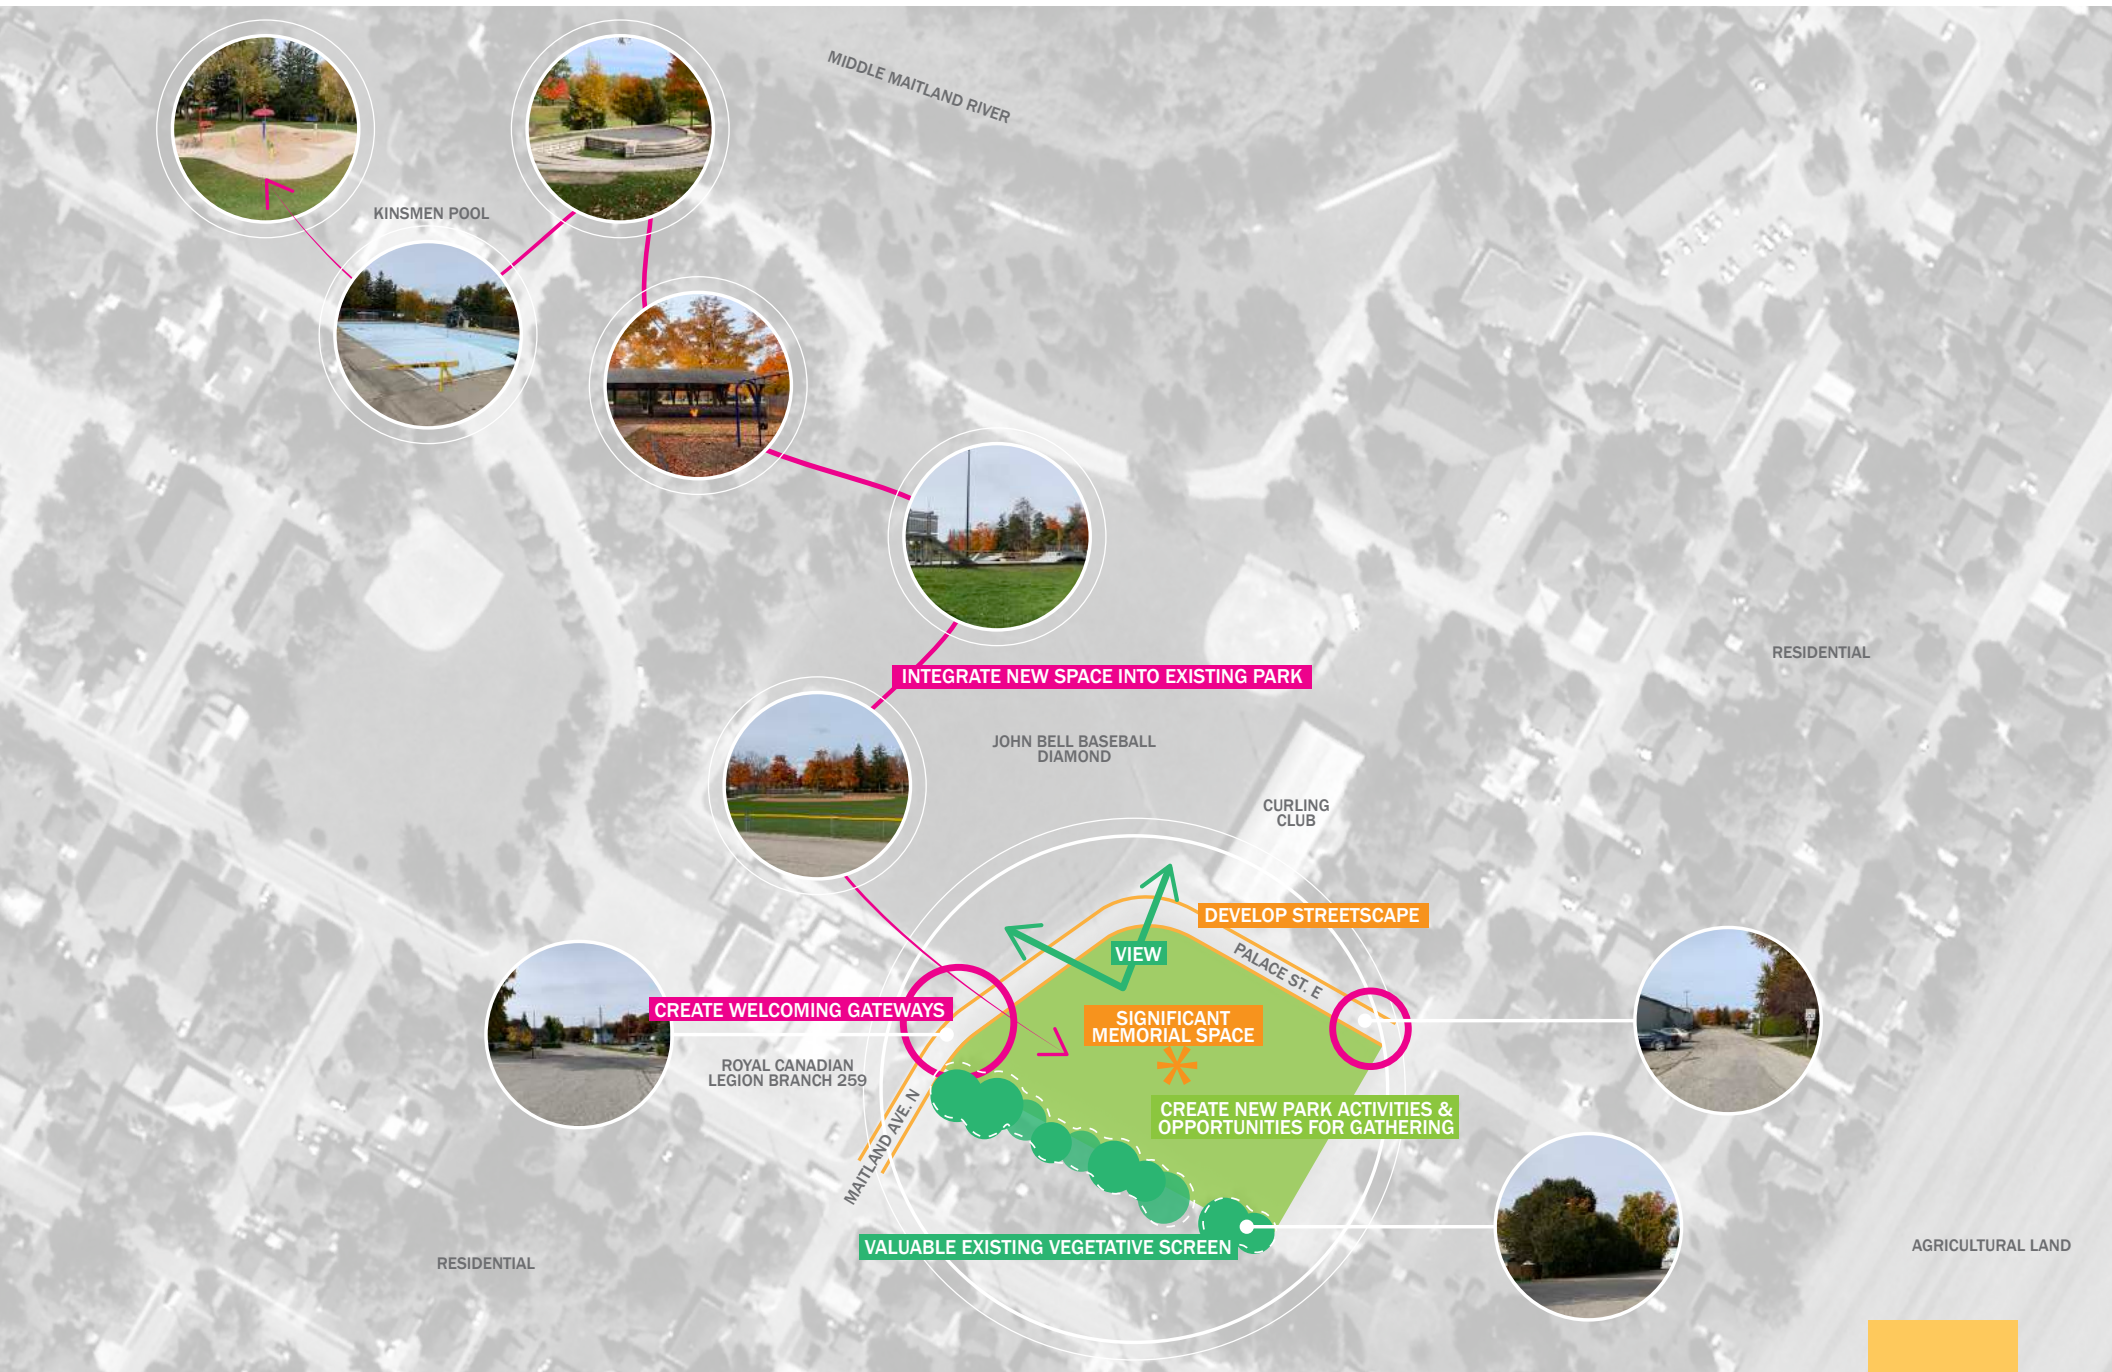 MIDDLE MAITLAND RIVER
KINSMEN POOL
RESIDENTIAL
INTEGRATE NEW SPACE INTO EXISTING PARK
JOHN BELL BASEBALL
DIAMOND
CURLING
CLUB
DEVELOP STREETSCAPE
VIEW
PALACE ST. E
CREATE WELCOMING GATEWAYS
SIGNIFICANT
MEMORIAL SPACE
ROYAL CANADIAN
LEGION BRANCH 259
MAITLAND AVE. N
CREATE NEW PARK ACTIVITIES &
OPPORTUNITIES FOR GATHERING
VALUABLE EXISTING VEGETATIVE SCREEN
RESIDENTIAL
AGRICULTURAL LAND